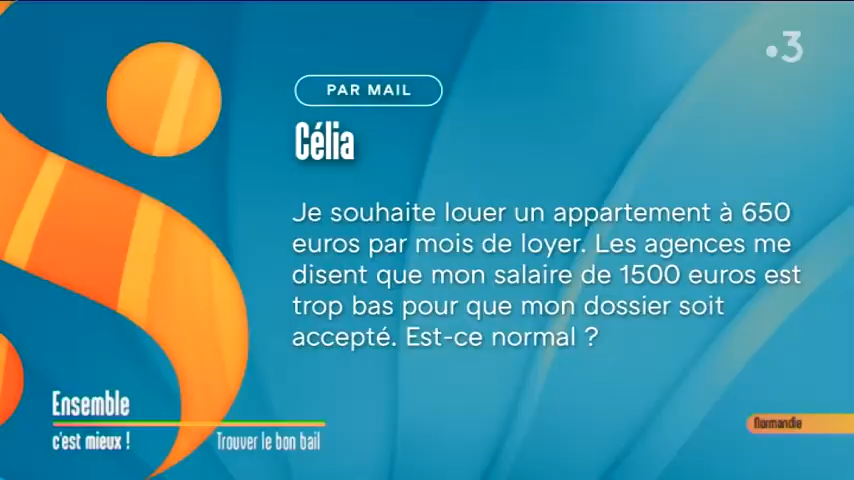 3
PAR MAIL
Célia
Je souhaite louer un appartement à 650
euros par mois de loyer. Les agences me
disent que mon salaire de 1500 euros est
trop bas pour que mon dossier soit
accepté. Est-ce normal ?
Ensemble
c'est mieux !
Trouver le bon bail
Normandie